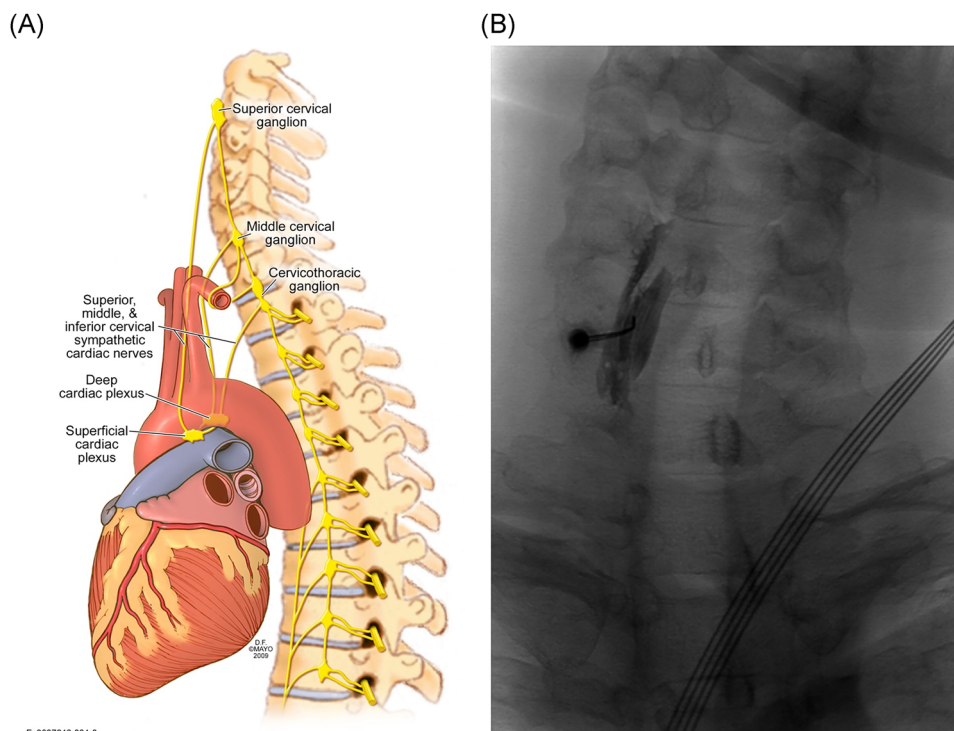 (A)
(B)
Superior cervical
ganglion
Middle cervical
ganglion
Cervicothoracic
ganglion
Superior,
middle, &
inferior cervical
sympathetic
cardiac nerves
Deep
cardiac plexus
Superficial
cardiac
plexus
D.F.
©MAYO
2009